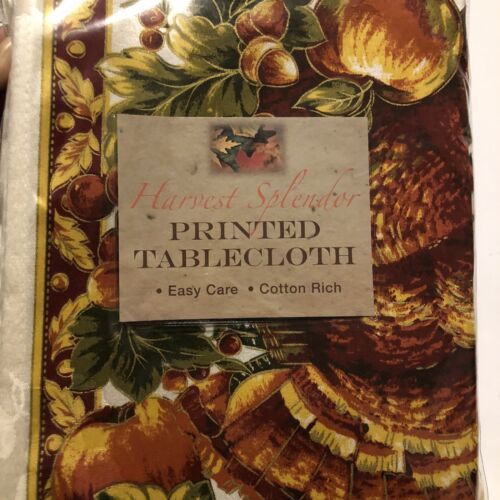 Harvest Splendor
PRINTED
TABLECLOTH
• Easy Care • Cotton Rich